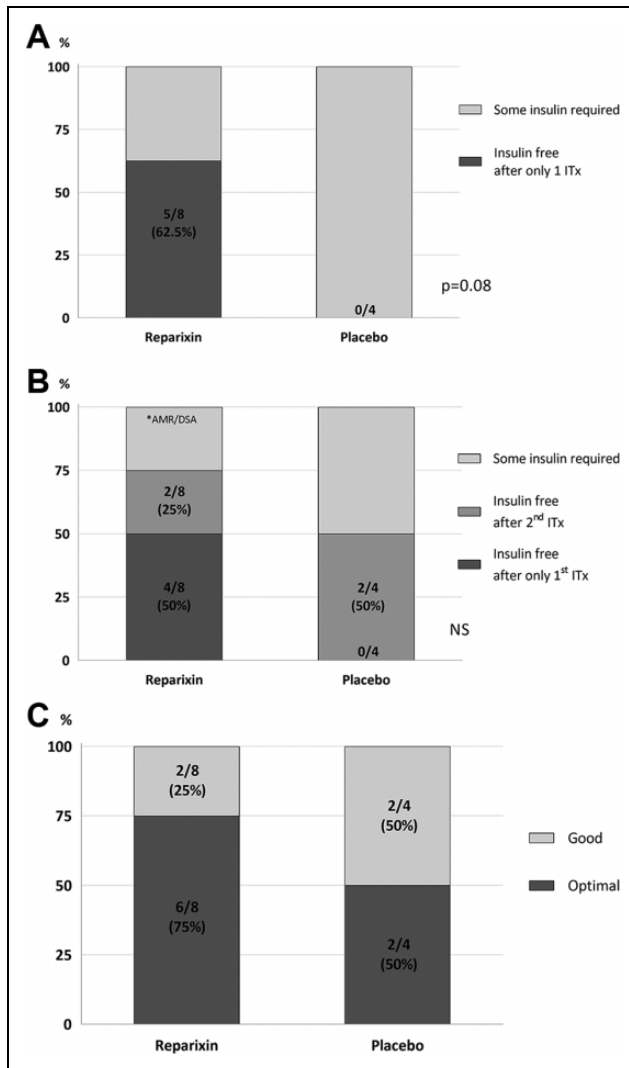 A
%
100
75
50
25
0
5/8
(62.5%)
0/4
Reparixin
Placebo
Some insulin required
Insulin free
after only 1 ITx
p=0.08
B
%
100
75
50
25
0
*AMR/DSA
2/8
(25%)
4/8
(50%)
2/4
(50%)
0/4
Reparixin
Placebo
Some insulin required
Insulin free
after 2nd ITx
Insulin free
after only 1st ITx
NS
C
%
100
75
50
25
0
2/8
(25%)
6/8
(75%)
2/4
(50%)
2/4
(50%)
Reparixin
Placebo
Good
Optimal